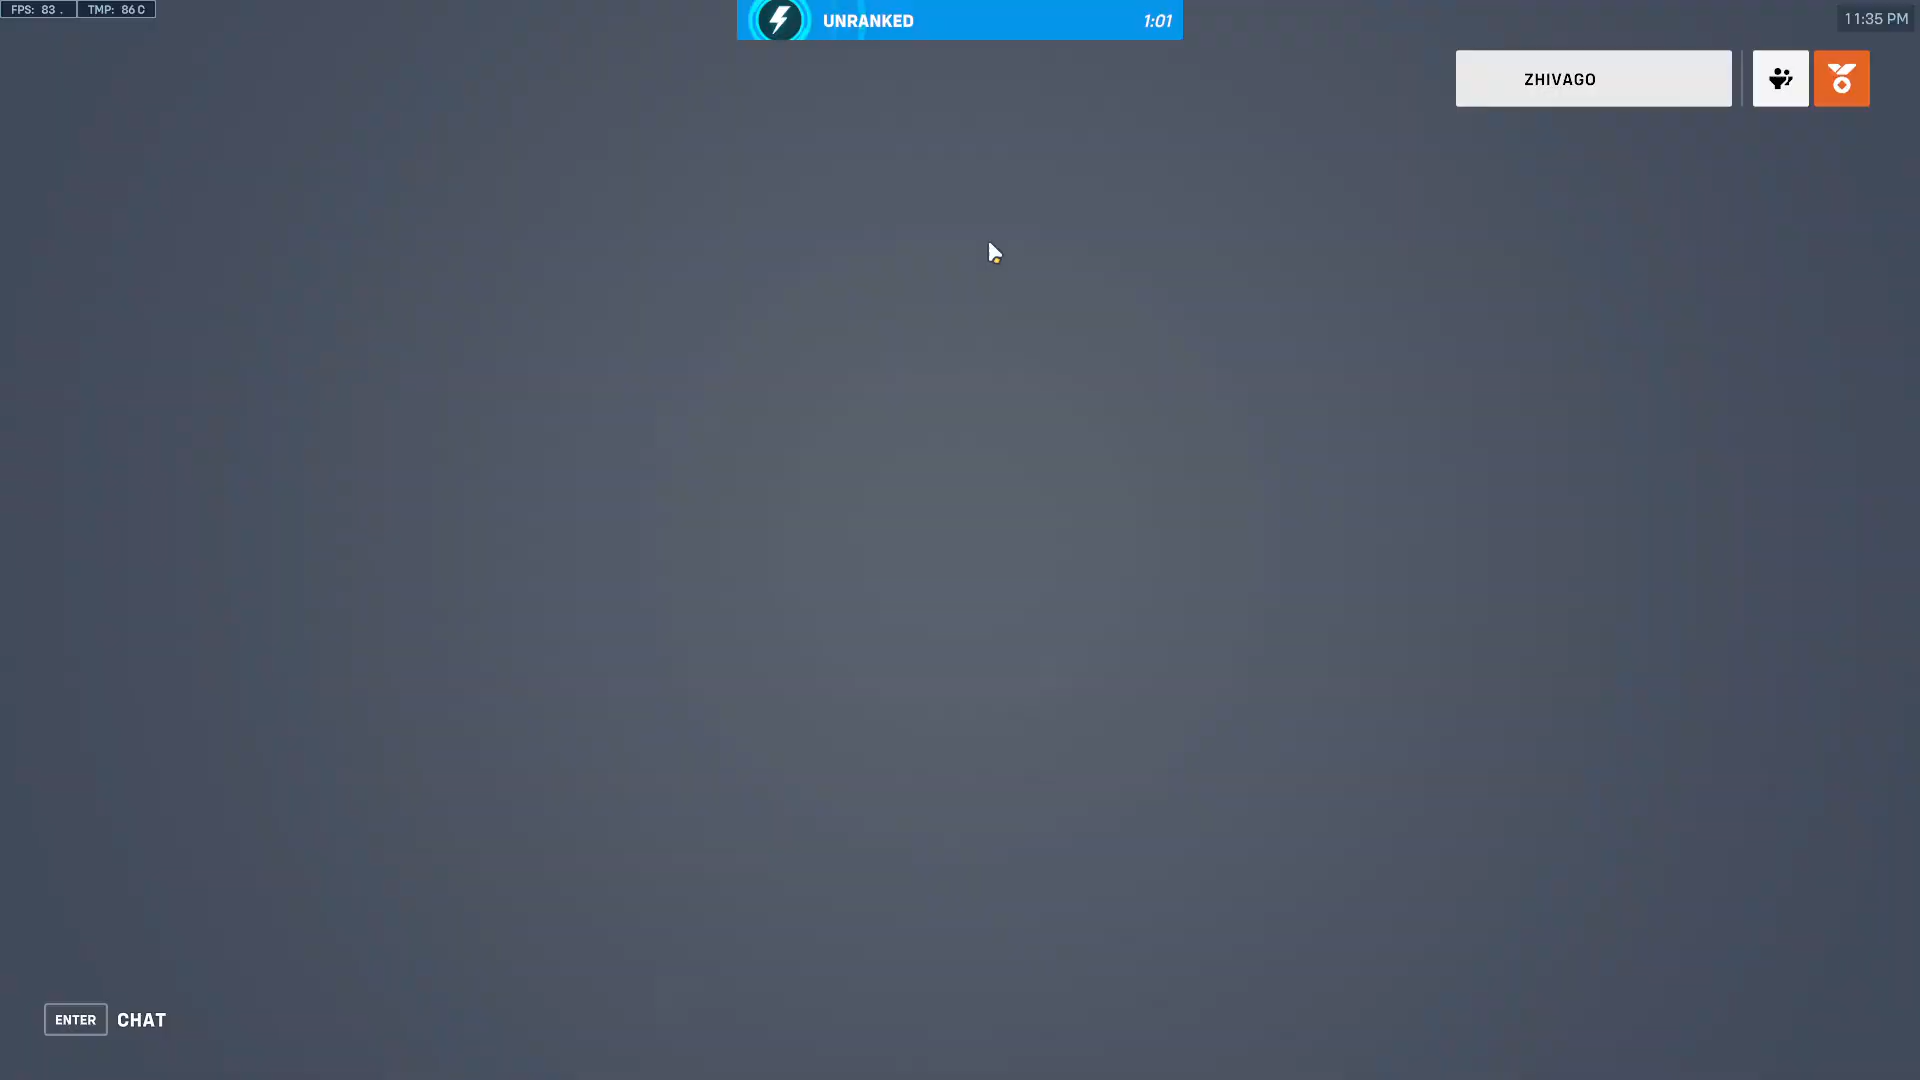 FPS: 83 .
TMP: 86 C
UNRANKED
1:01
11:35 PM
ZHIVAGO
ENTER
CHAT